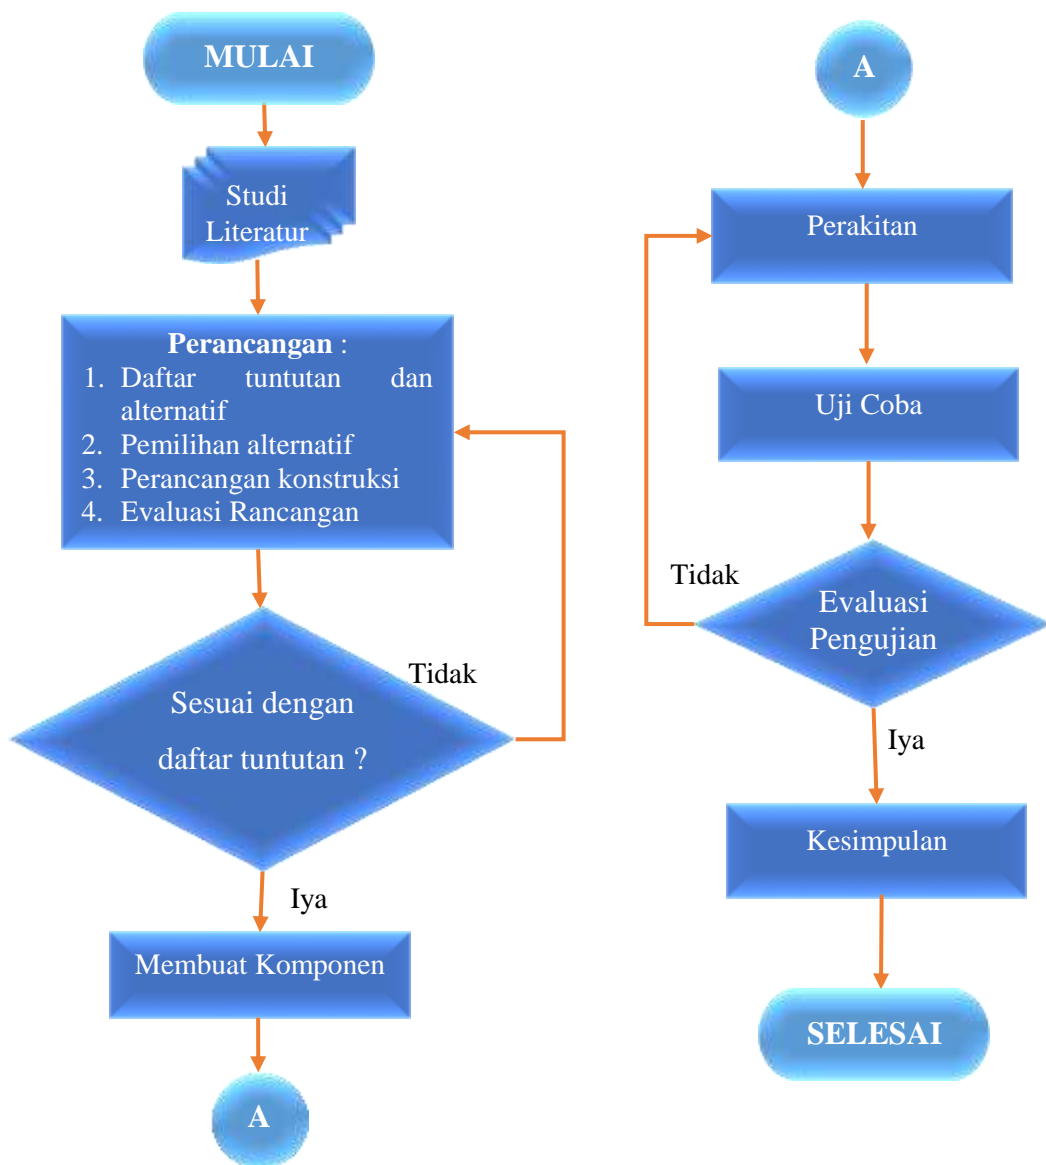 MULAI
Studi
Literatur
Perancangan :
1. Daftar tuntutan dan
alternatif
2. Pemilihan alternatif
3. Perancangan konstruksi
4. Evaluasi Rancangan
Tidak
Sesuai dengan
daftar tuntutan ?
Iya
Membuat Komponen
A
A
Perakitan
Uji Coba
Tidak
Evaluasi
Pengujian
Iya
Kesimpulan
SELESAI